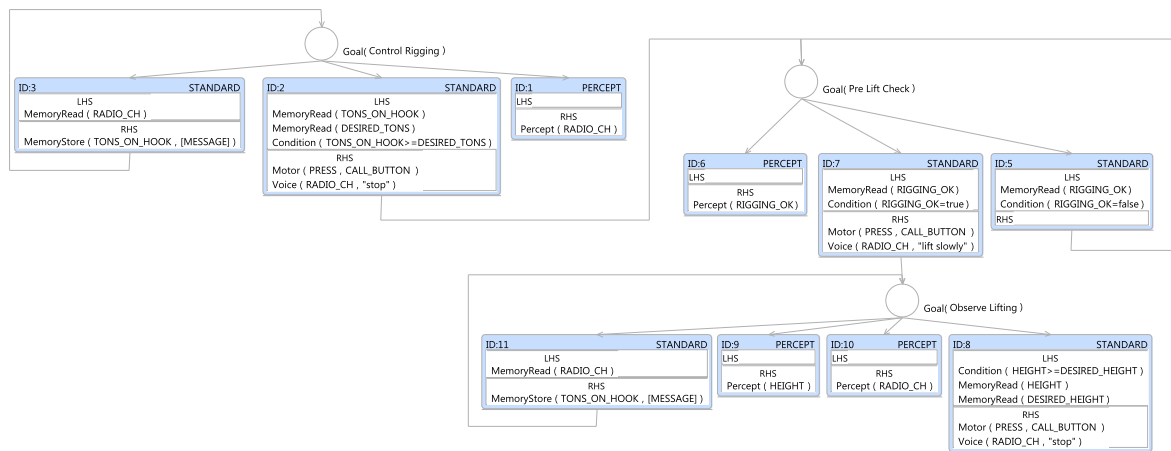 Goal( Control Rigging )
ID:3 STANDARD
LHS
MemoryRead ( RADIO_CH )
RHS
MemoryStore ( TONS_ON_HOOK , [MESSAGE] )
ID:2 STANDARD
LHS
MemoryRead ( TONS_ON_HOOK )
MemoryRead ( DESIRED_TONS )
Condition ( TONS_ON_HOOK>=DESIRED_TONS )
RHS
Motor ( PRESS , CALL_BUTTON )
Voice ( RADIO_CH , "stop" )
ID:1 PERCEPT
LHS
RHS
Percept ( RADIO_CH )
Goal( Pre Lift Check )
ID:6 PERCEPT
LHS
RHS
Percept ( RIGGING_OK)
ID:7 STANDARD
LHS
MemoryRead ( RIGGING_OK)
Condition ( RIGGING_OK=true )
RHS
Motor ( PRESS , CALL_BUTTON )
Voice ( RADIO_CH , "lift slowly" )
ID:5 STANDARD
LHS
MemoryRead ( RIGGING_OK)
Condition ( RIGGING_OK=false )
RHS
Goal( Observe Lifting )
ID:11 STANDARD
LHS
MemoryRead ( RADIO_CH )
RHS
MemoryStore ( TONS_ON_HOOK , [MESSAGE] )
ID:9 PERCEPT
LHS
RHS
Percept ( HEIGHT )
ID:10 PERCEPT
LHS
RHS
Percept ( RADIO_CH )
ID:8 STANDARD
LHS
Condition ( HEIGHT>=DESIRED_HEIGHT )
MemoryRead ( HEIGHT )
MemoryRead ( DESIRED_HEIGHT )
RHS
Motor ( PRESS , CALL_BUTTON )
Voice ( RADIO_CH , "stop" )